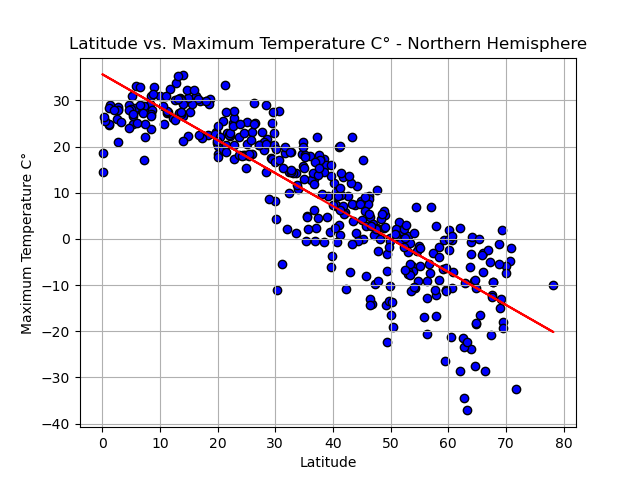 Latitude vs. Maximum Temperature C° - Northern Hemisphere
Maximum Temperature C°
30
20
10
0
−10
−20
−30
−40
0 10 20 30 40 50 60 70 80
Latitude